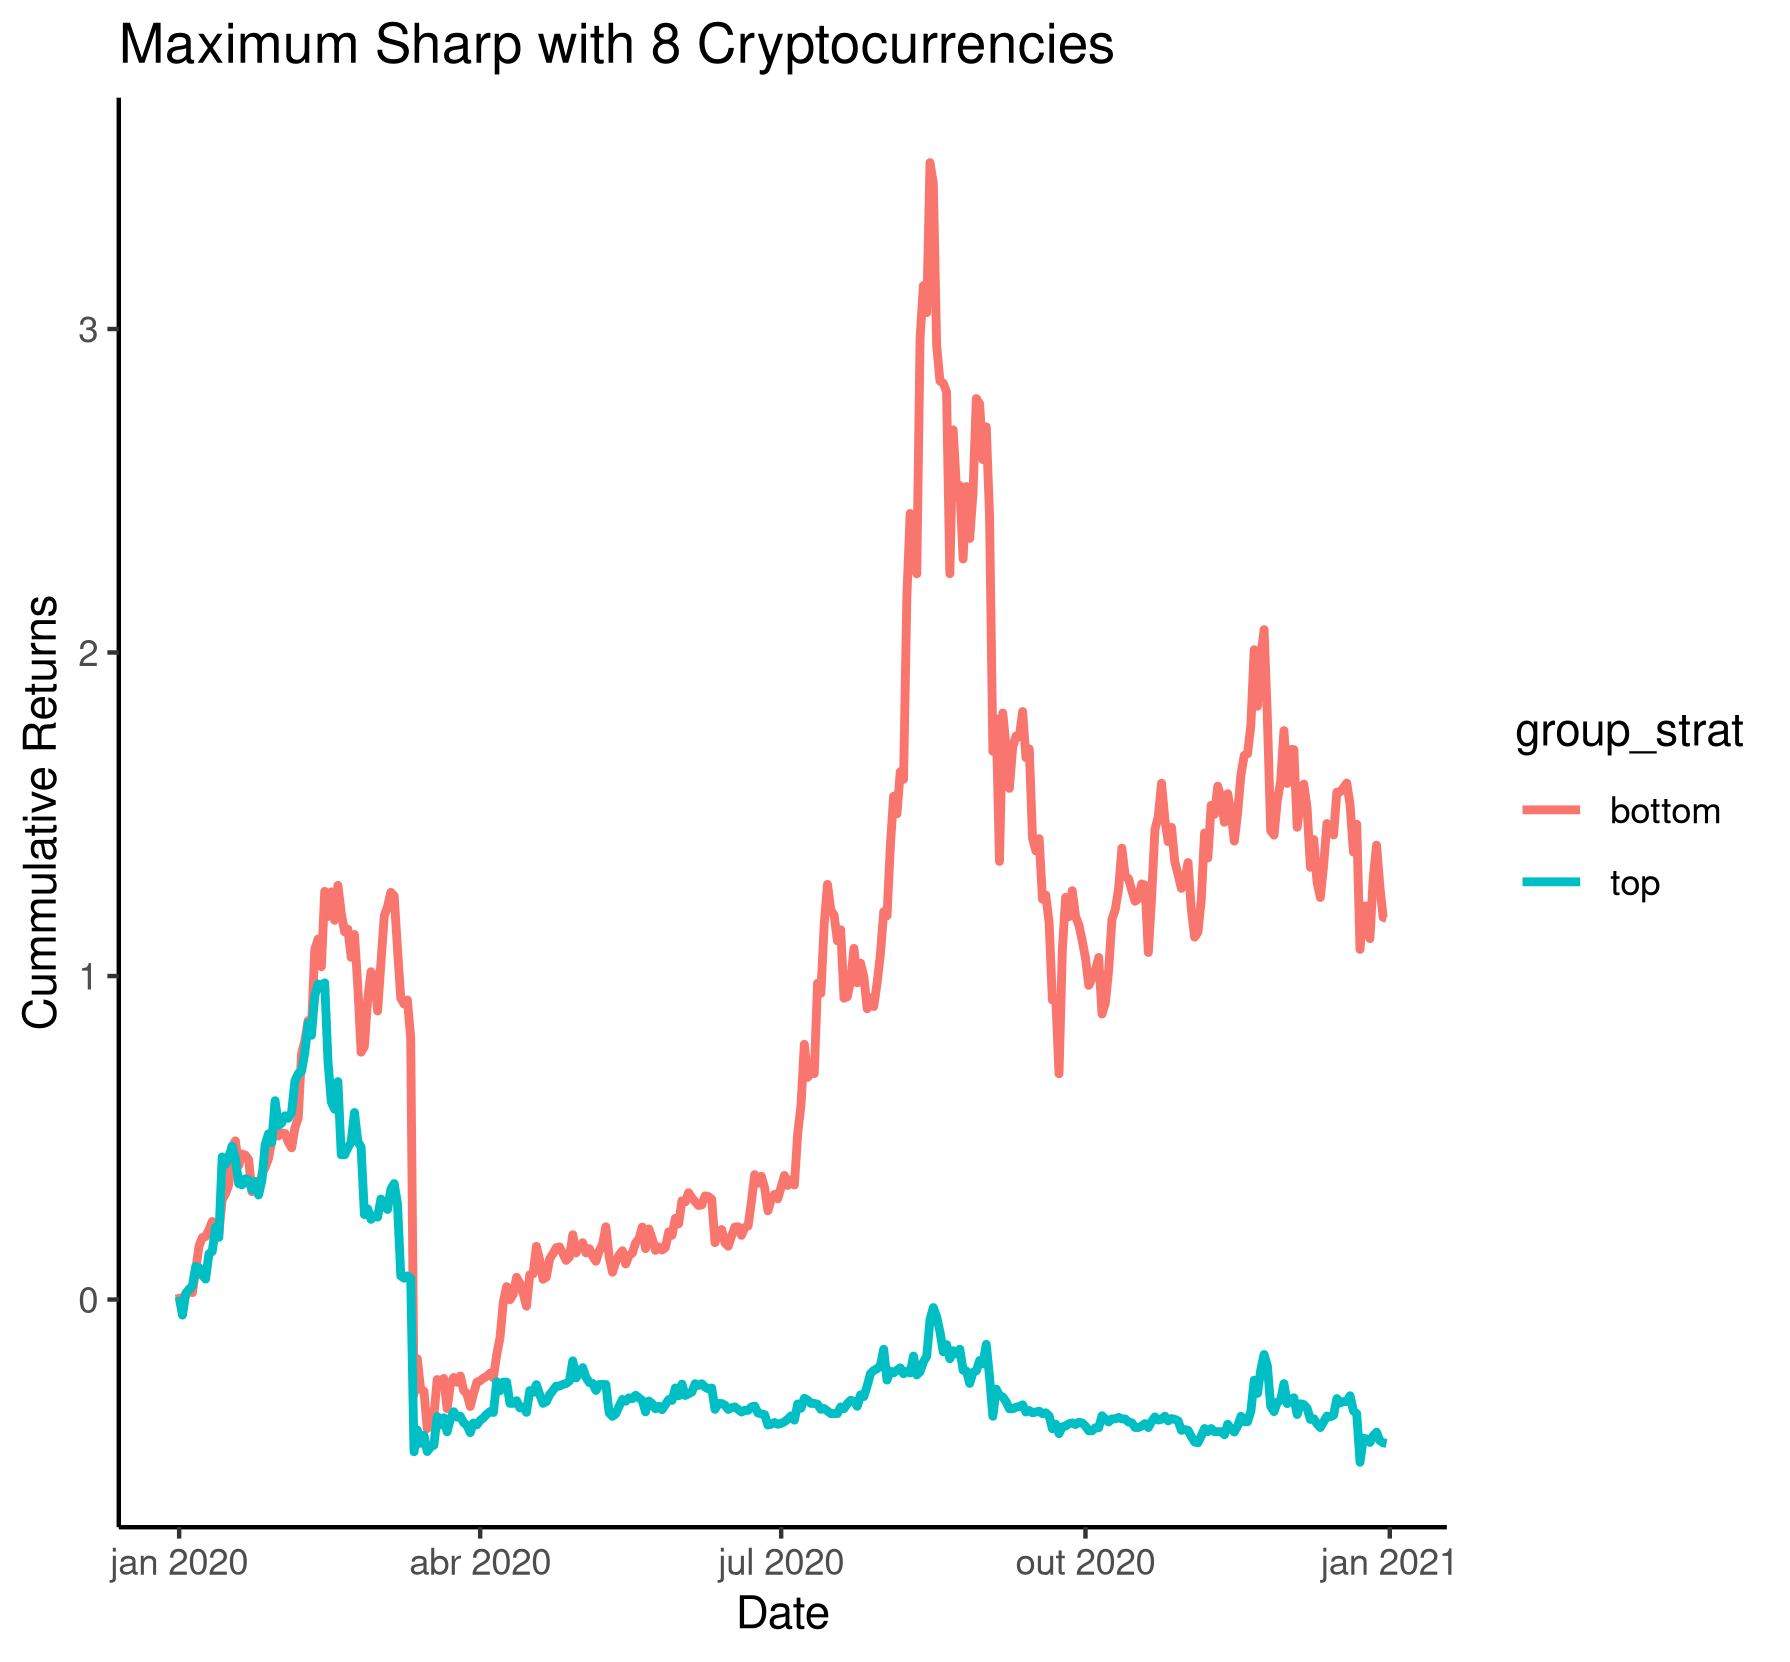 Maximum Sharp with 8 Cryptocurrencies
Cummulative Returns
3
2
1
0
jan 2020
abr 2020
jul 2020
out 2020
jan 2021
Date
group_strat
bottom
top